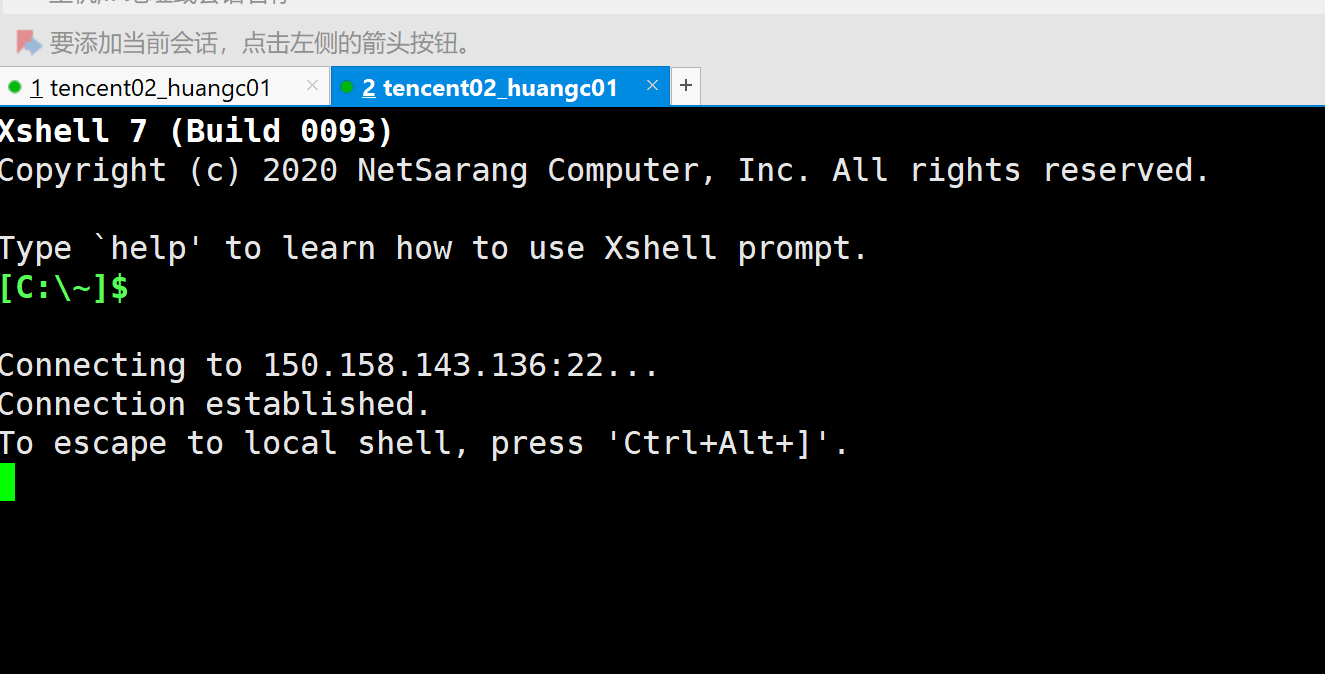 要添加当前会话，点击左侧的箭头按钮。
1 tencent02_huangc01 × 2 tencent02_huangc01 × +
Xshell 7 (Build 0093)
Copyright (c) 2020 NetSarang Computer, Inc. All rights reserved.
Type `help' to learn how to use Xshell prompt.
[C:\~]$
Connecting to 150.158.143.136:22...
Connection established.
To escape to local shell, press 'Ctrl+Alt+]'.